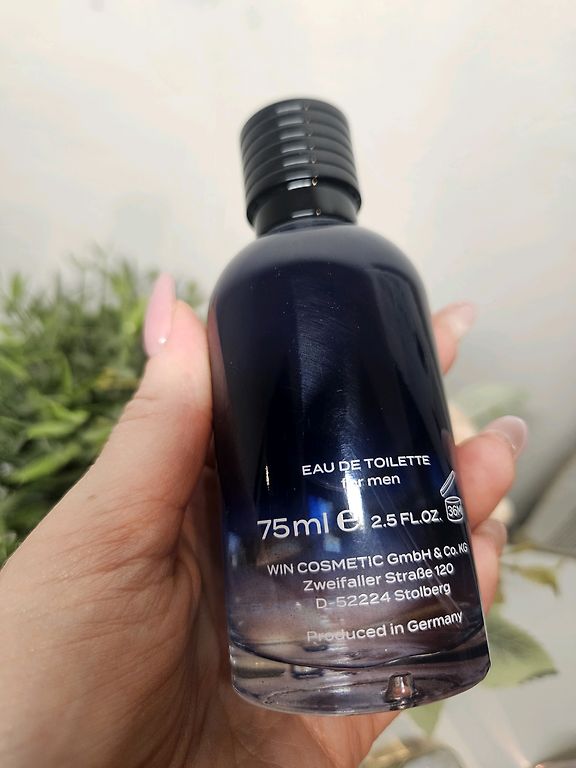 EAU DE TOILETTE
for men
75ml ℮ 2.5 FL.OZ. 36M
WIN COSMETIC GmbH & Co. KG
Zweifaller Straße 120
D-52224 Stolberg
Produced in Germany